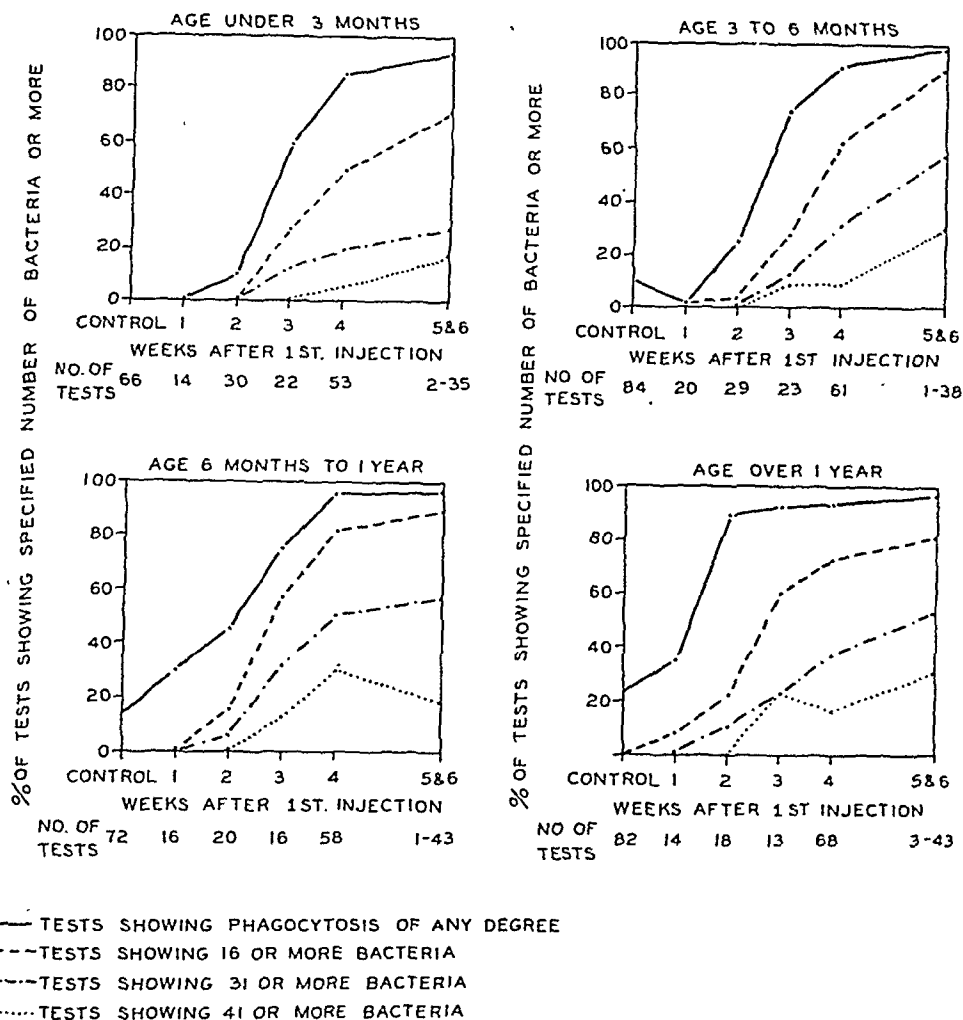 AGE UNDER 3 MONTHS
% OF TESTS SHOWING SPECIFIED NUMBER OF BACTERIA OR MORE
100
80
60
40
20
0
CONTROL 1 2 3 4 5&6
WEEKS AFTER 1ST. INJECTION
NO. OF TESTS 66 14 30 22 53 2-35
AGE 3 TO 6 MONTHS
% OF TESTS SHOWING SPECIFIED NUMBER OF BACTERIA OR MORE
100
80
60
40
20
0
CONTROL 1 2 3 4 5&6
WEEKS AFTER 1ST INJECTION
NO OF TESTS 84 20 29 23 61 1-38
AGE 6 MONTHS TO 1 YEAR
100
80
60
40
20
0
CONTROL 1 2 3 4 5&6
WEEKS AFTER 1ST. INJECTION
NO. OF TESTS 72 16 20 16 58 1-43
AGE OVER 1 YEAR
100
80
60
40
20
CONTROL 1 2 3 4 5&6
WEEKS AFTER 1ST INJECTION
NO OF TESTS 82 14 18 13 68 3-43
TESTS SHOWING PHAGOCYTOSIS OF ANY DEGREE
TESTS SHOWING 16 OR MORE BACTERIA
TESTS SHOWING 31 OR MORE BACTERIA
TESTS SHOWING 41 OR MORE BACTERIA